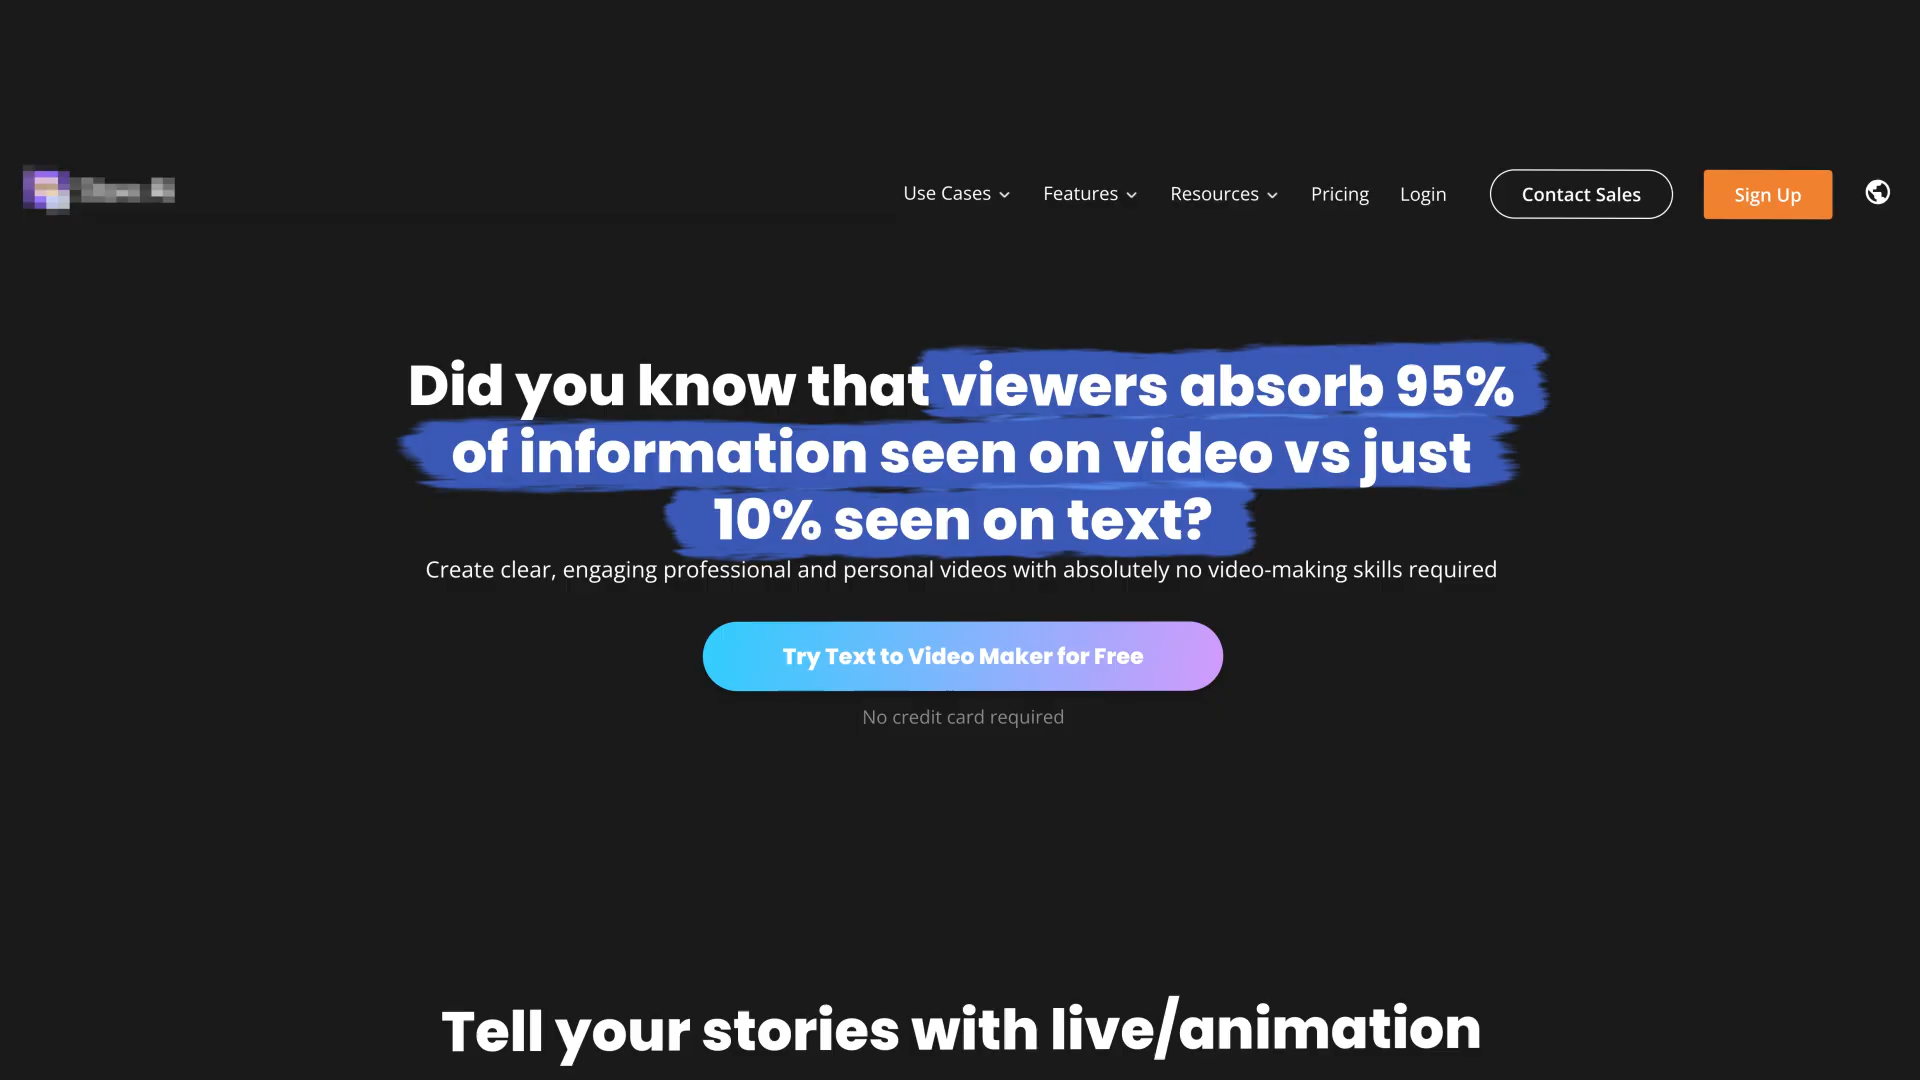 Use Cases
Features
Resources
Pricing
Login
Contact Sales
Sign Up
Did you know that viewers absorb 95%
of information seen on video vs just
10% seen on text?
Create clear, engaging professional and personal videos with absolutely no video-making skills required
Try Text to Video Maker for Free
No credit card required
Tell your stories with live/animation